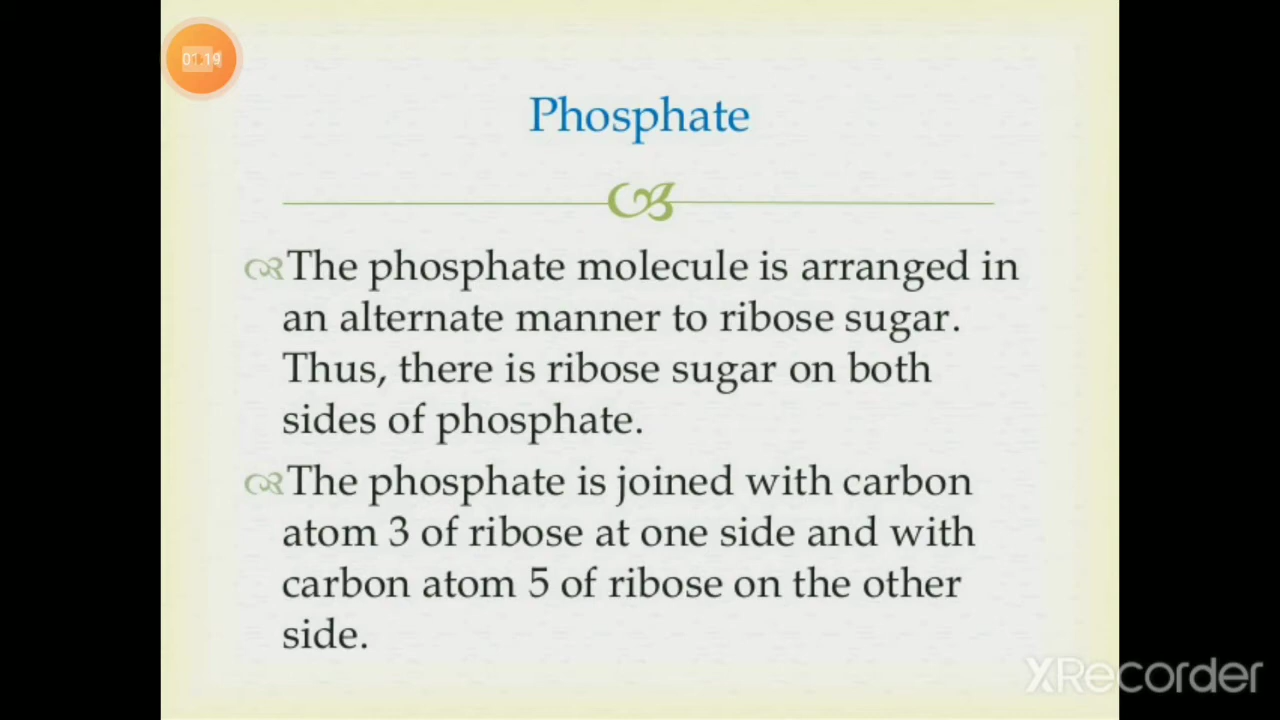 01:19
Phosphate
The phosphate molecule is arranged in
an alternate manner to ribose sugar.
Thus, there is ribose sugar on both
sides of phosphate.
The phosphate is joined with carbon
atom 3 of ribose at one side and with
carbon atom 5 of ribose on the other
side.
XRecorder